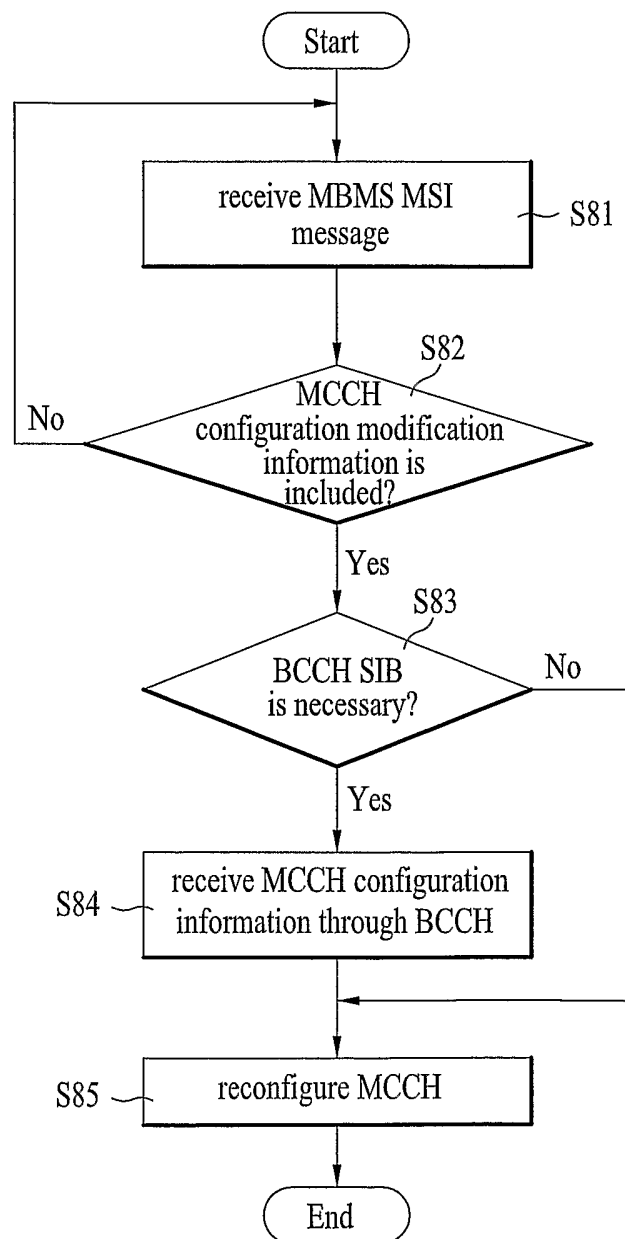 Start
receive MBMS MSI
message
S81
S82
MCCH
configuration modification
information is
included?
No
Yes
S83
BCCH SIB
is necessary?
No
Yes
receive MCCH configuration
information through BCCH
S84
reconfigure MCCH
S85
End